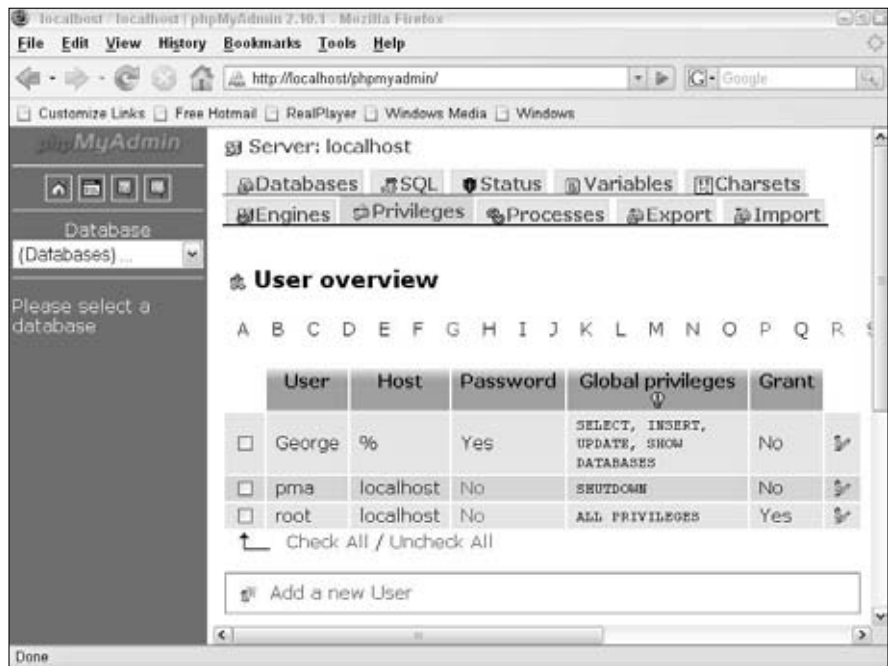 localhost / localhost | phpMyAdmin 2.10.1 - Mozilla Firefox
File Edit View History Bookmarks Tools Help
http://localhost/phpmyadmin/
G Google
Customize Links Free Hotmail RealPlayer Windows Media Windows
phpMyAdmin
Database
(Databases) ...
Please select a
database
Server: localhost
Databases SQL Status Variables Charsets
Engines Privileges Processes Export Import
User overview
A B C D E F G H I J K L M N O P Q R S
User Host Password Global privileges Grant
George % Yes SELECT, INSERT, UPDATE, SHOW DATABASES No
pma localhost No SHUTDOWN No
root localhost No ALL PRIVILEGES Yes
Check All / Uncheck All
Add a new User
Done